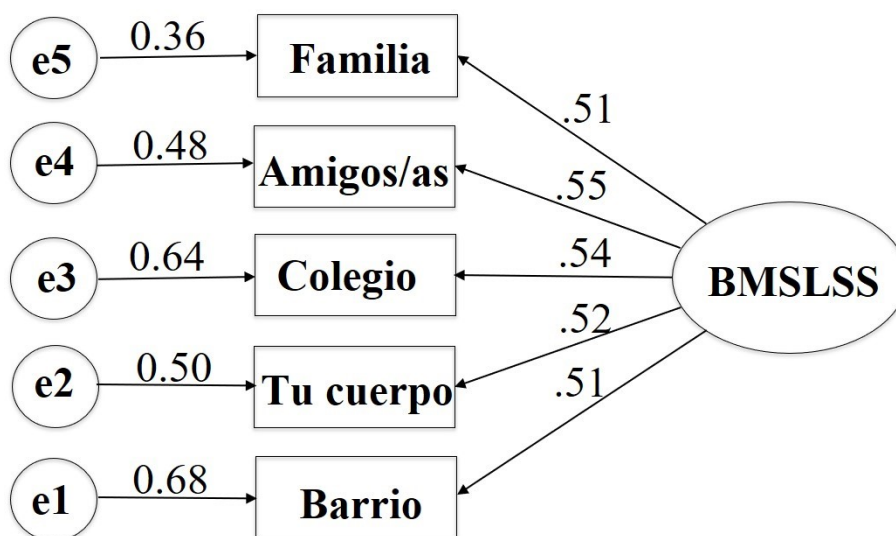 e5
0.36
Familia
.51
e4
0.48
Amigos/as
.55
e3
0.64
Colegio
.54
BMSLSS
e2
0.50
Tu cuerpo
.52
e1
0.68
Barrio
.51